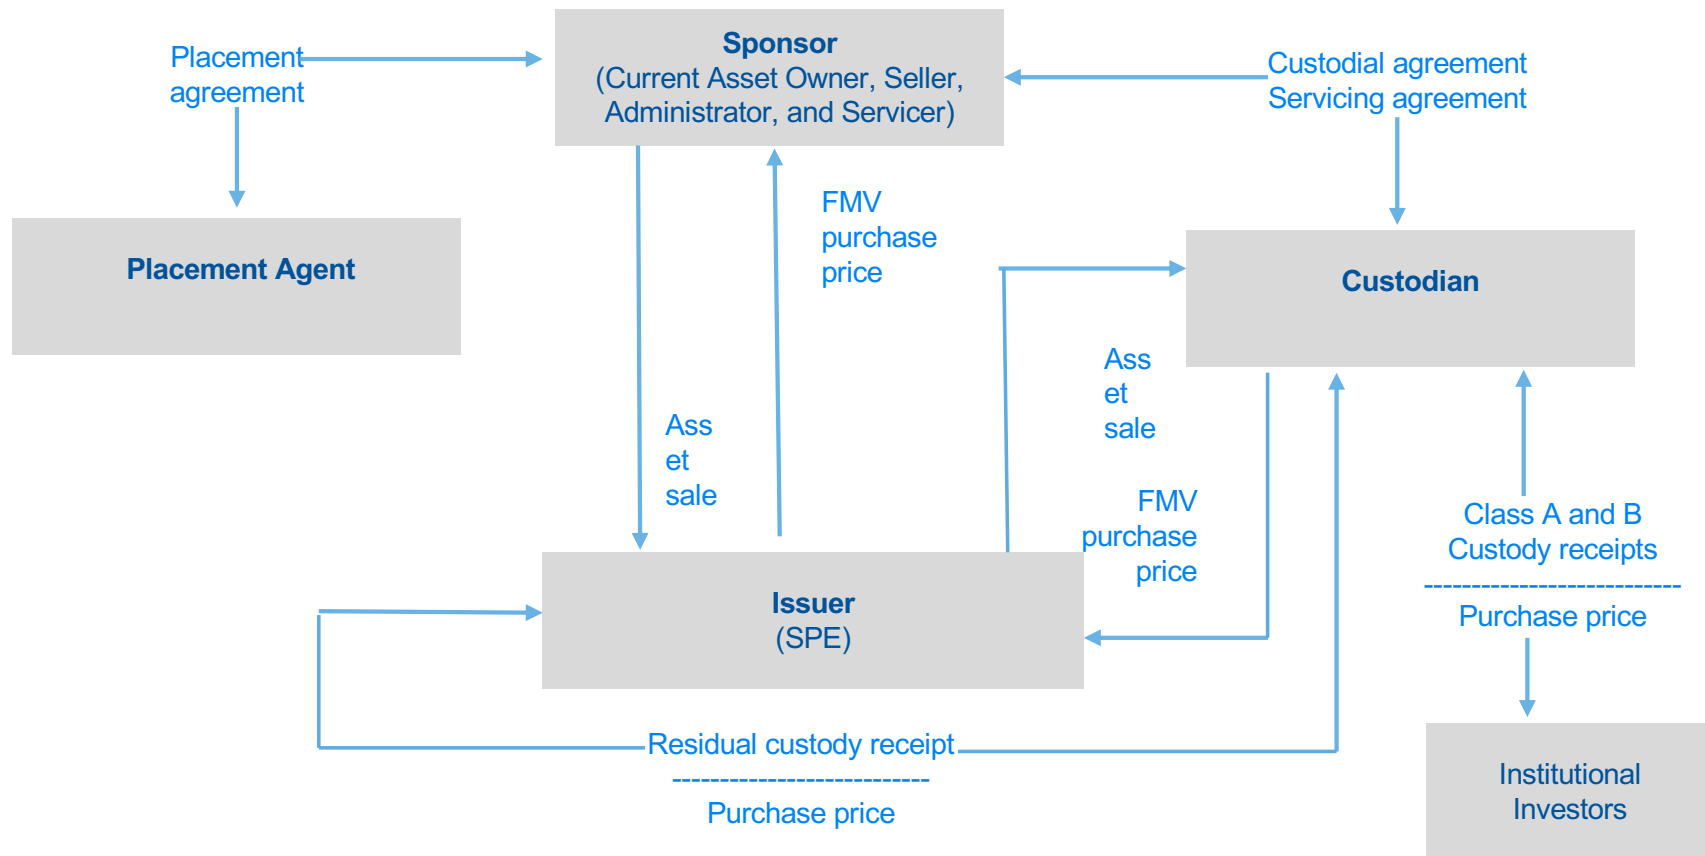 Placement
agreement
Sponsor
(Current Asset Owner, Seller,
Administrator, and Servicer)
Custodial agreement
Servicing agreement
FMV
purchase
price
Placement Agent
Custodian
Ass
et
sale
Ass
et
sale
FMV
purchase
price
Class A and B
Custody receipts
---------------------------
Purchase price
Issuer
(SPE)
Residual custody receipt
---------------------------
Purchase price
Institutional
Investors